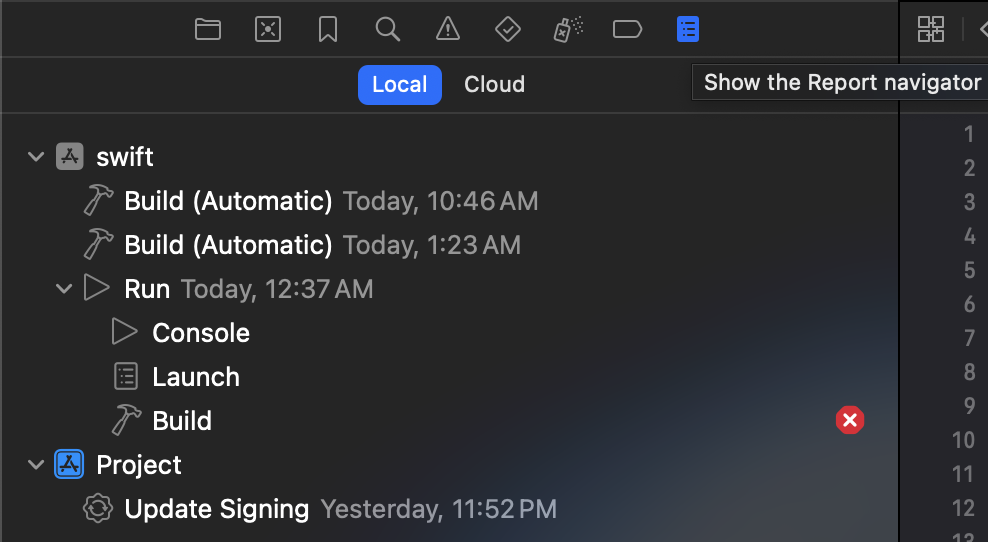 Local Cloud
Show the Report navigator
swift
Build (Automatic) Today, 10:46 AM
Build (Automatic) Today, 1:23 AM
Run Today, 12:37 AM
Console
Launch
Build
Project
Update Signing Yesterday, 11:52 PM
1
2
3
4
5
6
7
8
9
10
11
12
13